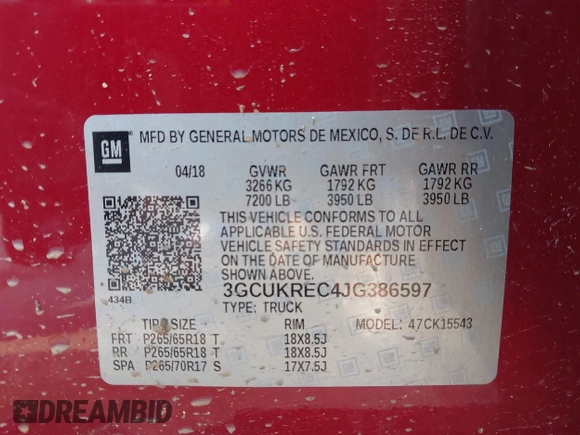 GM
MFD BY GENERAL MOTORS DE MEXICO, S. DE R.L. DE C.V.
04/18 GVWR GAWR FRT GAWR RR
3266 KG 1792 KG 1792 KG
7200 LB 3950 LB 3950 LB
THIS VEHICLE CONFORMS TO ALL
APPLICABLE U.S. FEDERAL MOTOR
VEHICLE SAFETY STANDARDS IN EFFECT
ON THE DATE OF MANUFACTURE
SHOWN ABOVE.
434B
3GCUKREC4JG386597
TYPE: TRUCK
TIRE SIZE RIM MODEL: 47CK15543
FRT P265/65R18 T 18X8.5J
RR P265/65R18 T 18X8.5J
SPA P265/70R17 S 17X7.5J
DREAMBID